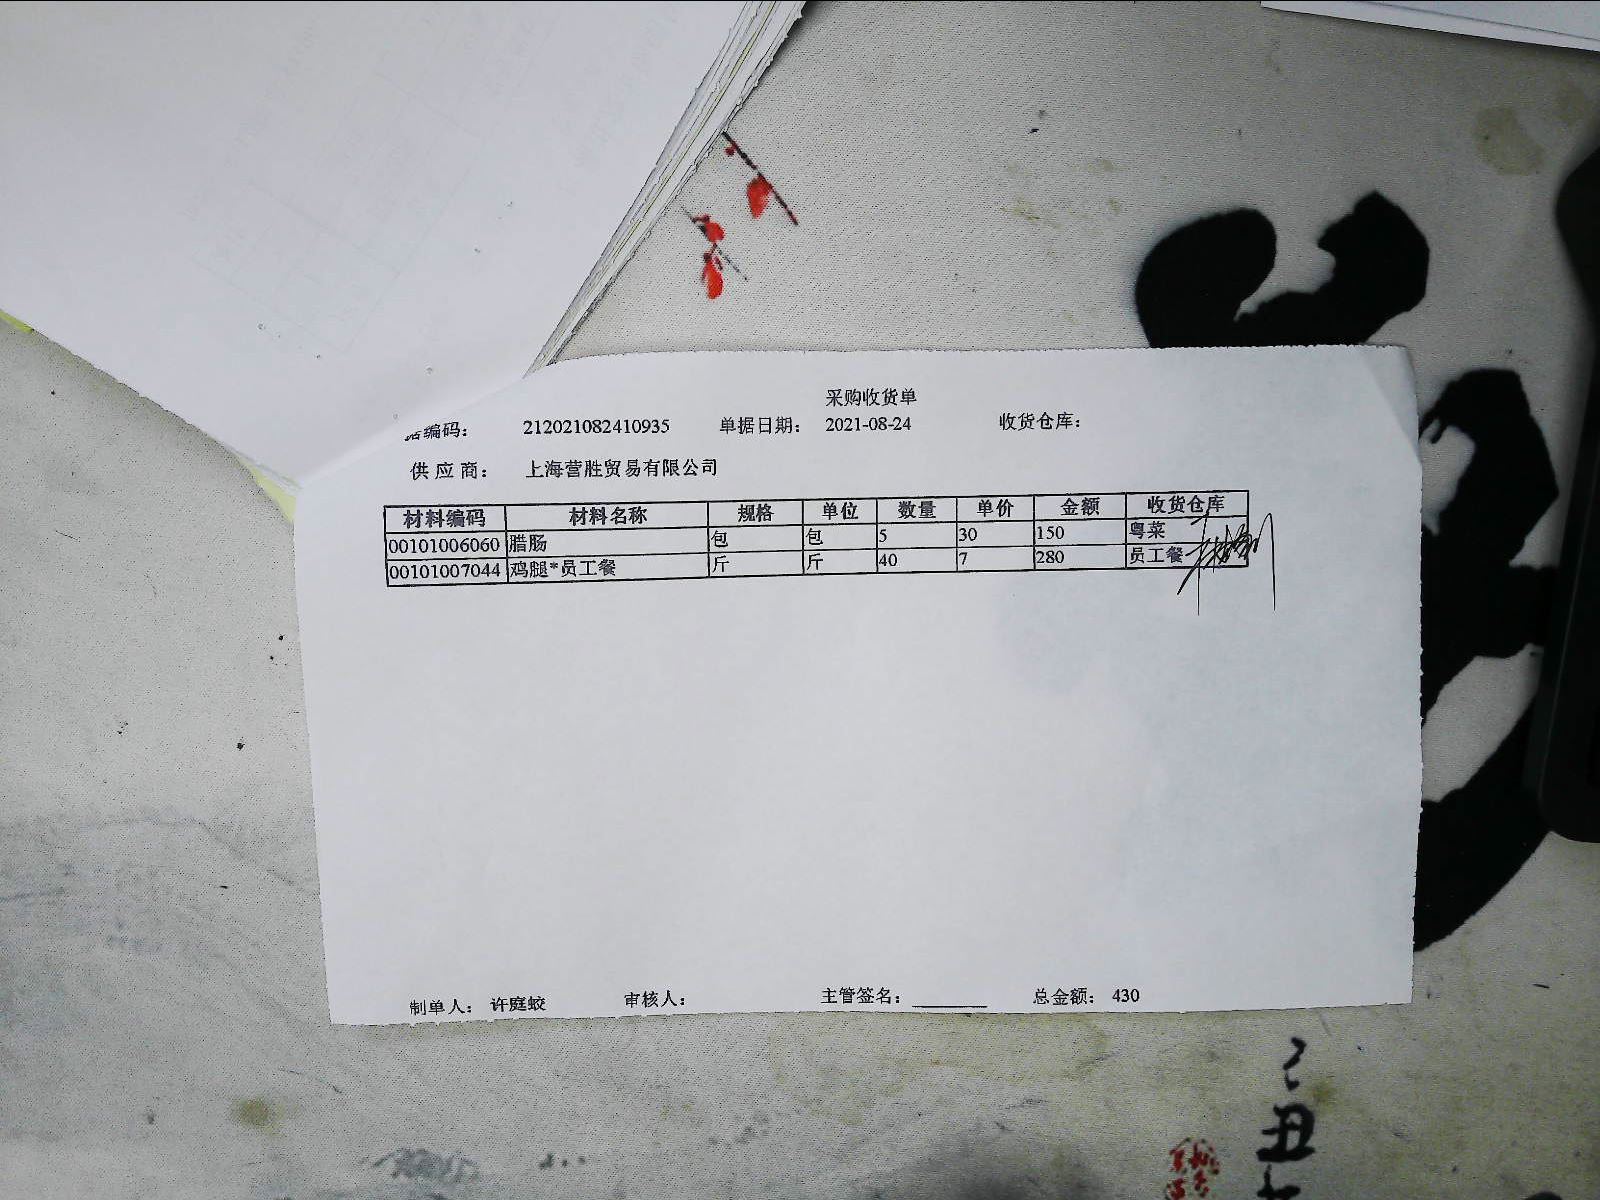 采购收货单
据编码： 212021082410935 单据日期： 2021-08-24 收货仓库：
供应商： 上海营胜贸易有限公司
材料编码 材料名称 规格 单位 数量 单价 金额 收货仓库
00101006060 腊肠 包 包 5 30 150 粤菜
00101007044 鸡腿*员工餐 斤 斤 40 7 280 员工餐
制单人： 许庭蛟 审核人： 主管签名： 总金额： 430
丑